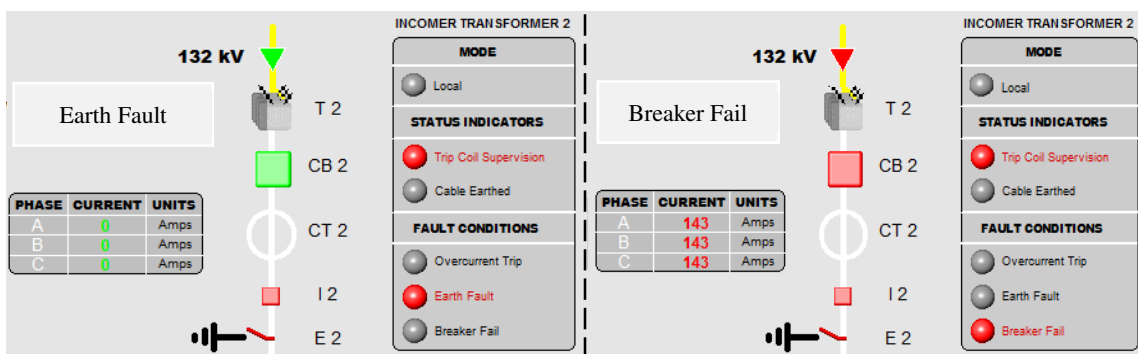 INCOMER TRANSFORMER 2
132 kV
MODE
Local
Earth Fault
T 2
STATUS INDICATORS
Trip Coil Supervision
CB 2
Cable Earthed
PHASE CURRENT UNITS
A 0 Amps
B 0 Amps
C 0 Amps
CT 2
FAULT CONDITIONS
Overcurrent Trip
I 2
Earth Fault
E 2
Breaker Fail
INCOMER TRANSFORMER 2
132 kV
MODE
Local
Breaker Fail
T 2
STATUS INDICATORS
Trip Coil Supervision
CB 2
Cable Earthed
PHASE CURRENT UNITS
A 143 Amps
B 143 Amps
C 143 Amps
CT 2
FAULT CONDITIONS
Overcurrent Trip
I 2
Earth Fault
E 2
Breaker Fail